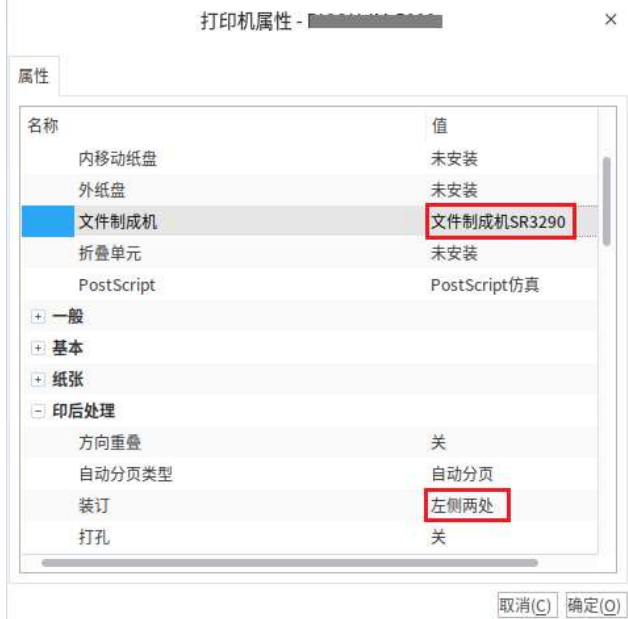 打印机属性 -
属性
名称 值
内移动纸盘 未安装
外纸盘 未安装
文件制成机 文件制成机SR3290
折叠单元 未安装
PostScript PostScript仿真
一般
基本
纸张
印后处理
方向重叠 关
自动分页类型 自动分页
装订 左侧两处
打孔 关
取消(C) 确定(O)